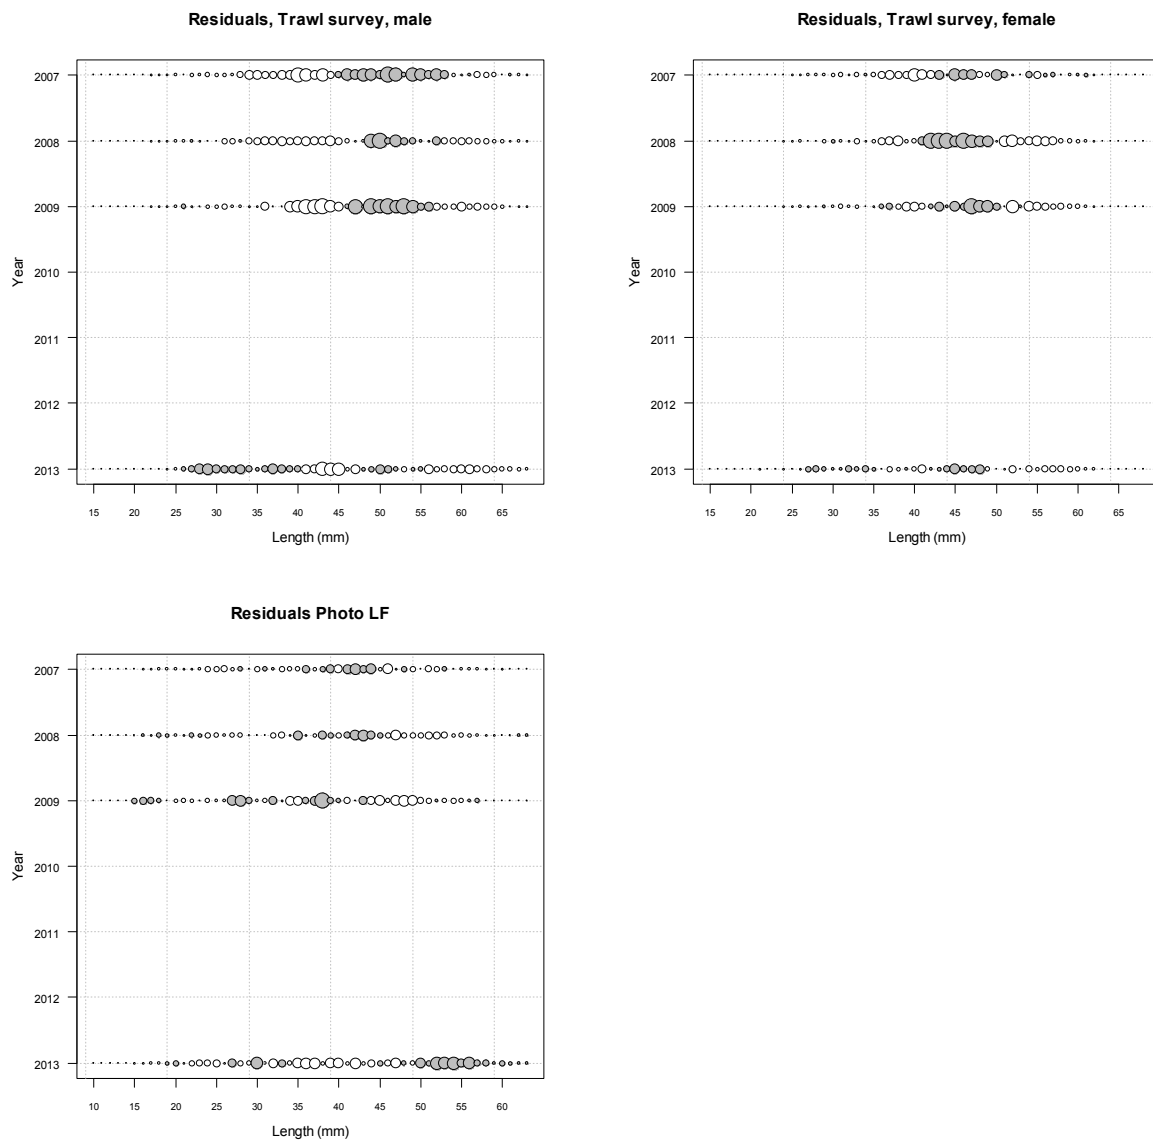 Residuals, Trawl survey, male
2007
2008
2009
2010
2011
2012
2013
Year
15 20 25 30 35 40 45 50 55 60 65
Length (mm)
Residuals, Trawl survey, female
2007
2008
2009
2010
2011
2012
2013
Year
15 20 25 30 35 40 45 50 55 60 65
Length (mm)
Residuals Photo LF
2007
2008
2009
2010
2011
2012
2013
Year
10 15 20 25 30 35 40 45 50 55 60
Length (mm)